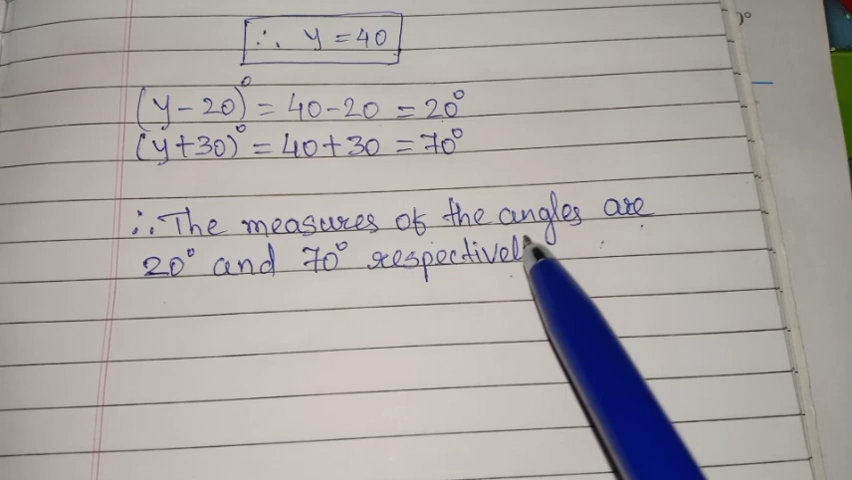 ∴ y = 40
(y - 20)° = 40 - 20 = 20°
(y + 30)° = 40 + 30 = 70°
∴ The measures of the angles are
20° and 70° respectivel